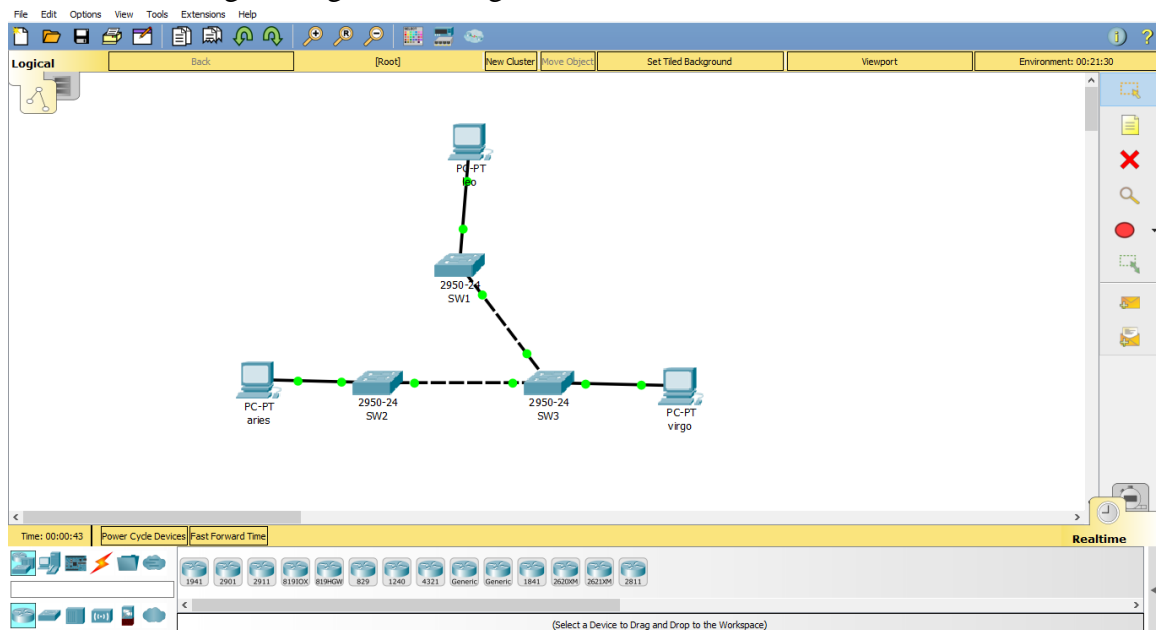 File Edit Options View Tools Extensions Help
Logical Back [Root] New Cluster Move Object Set Tiled Background Viewport Environment: 00:21:30
PC-PT
leo
2950-24
SW1
PC-PT
aries
2950-24
SW2
2950-24
SW3
PC-PT
virgo
Time: 00:00:43 Power Cycle Devices Fast Forward Time Realtime
1941 2901 2911 819IOX 819HGW 829 1240 4321 Generic Generic 1841 2620XM 2621XM 2811
(Select a Device to Drag and Drop to the Workspace)